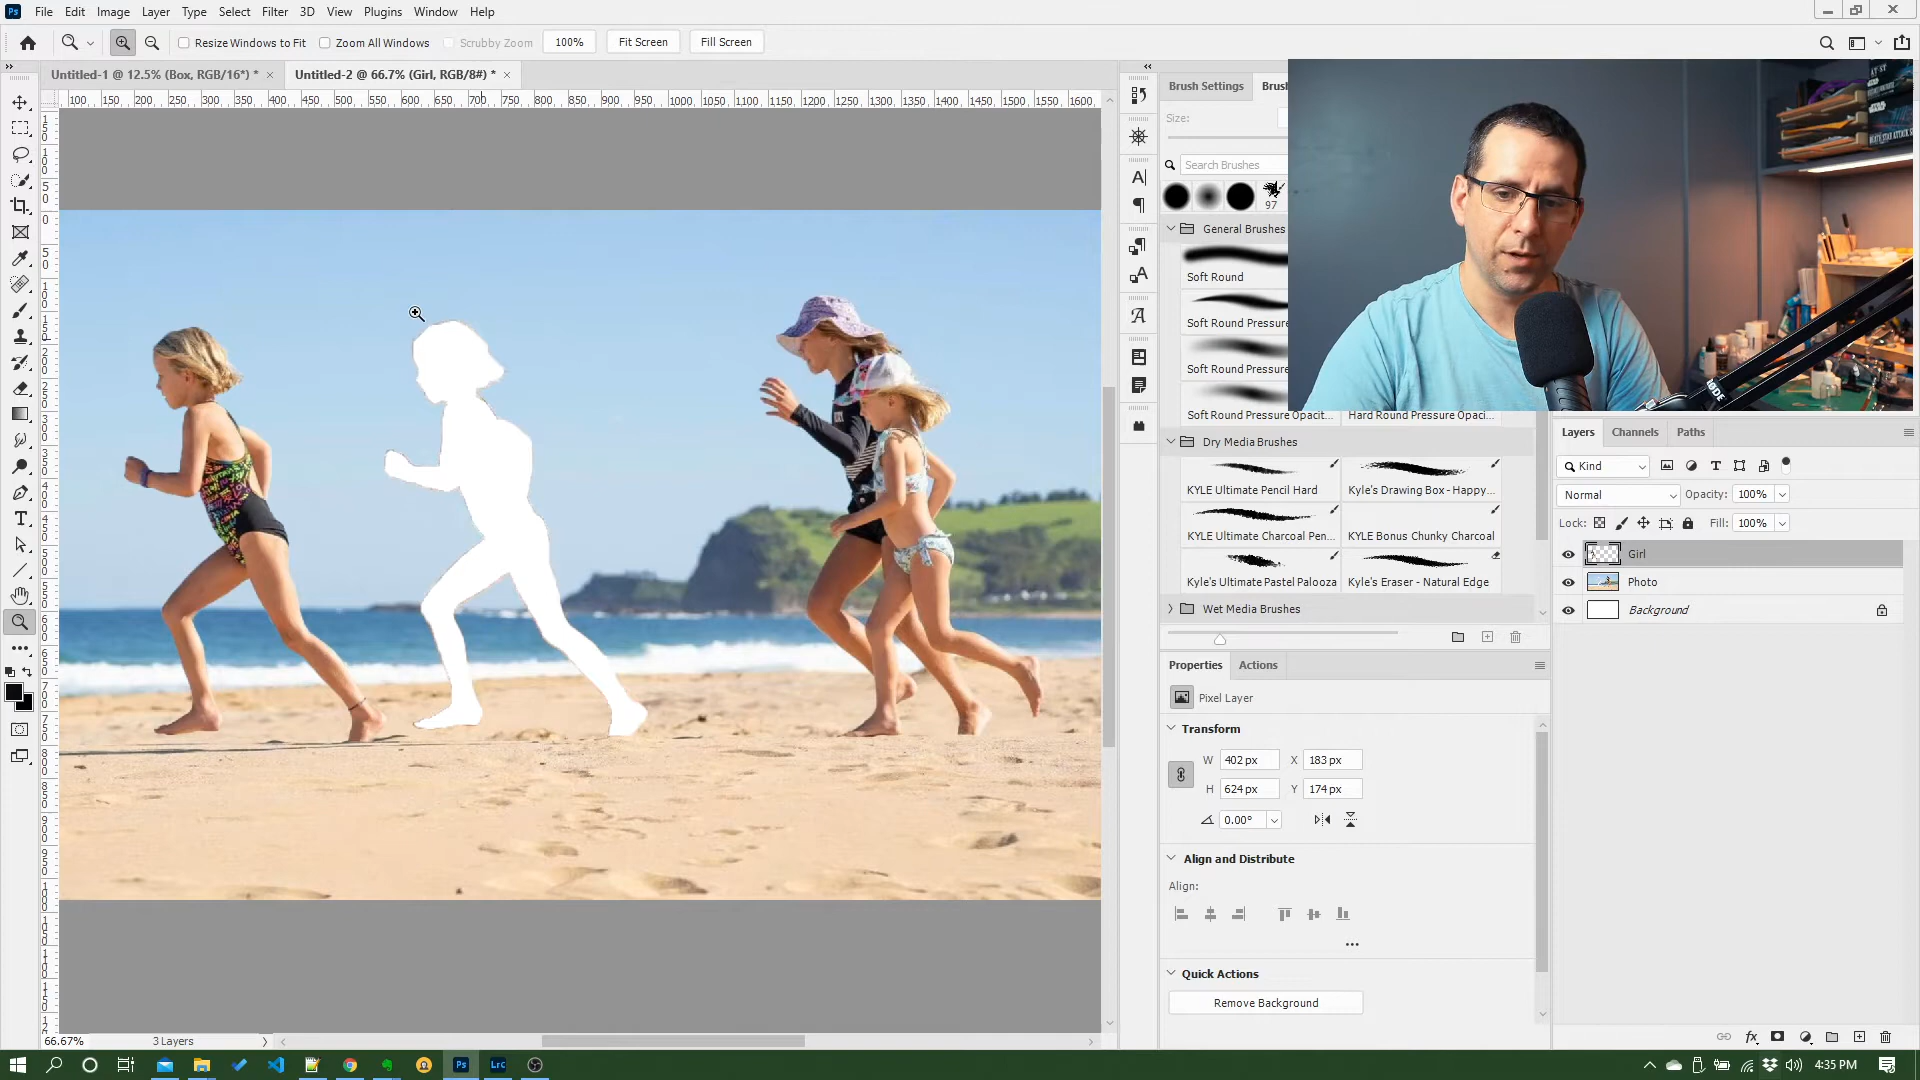 Ps File Edit Image Layer Type Select Filter 3D View Plugins Window Help
Resize Windows to Fit Zoom All Windows Scrubby Zoom 100% Fit Screen Fill Screen
Untitled-1 @ 12.5% (Box, RGB/16*) * × Untitled-2 @ 66.7% (Girl, RGB/8#) * ×
100 150 200 250 300 350 400 450 500 550 600 650 700 750 800 850 900 950 1000 1050 1100 1150 1200 1250 1300 1350 1400 1450 1500 1550 1600
Brush Settings Brus
Size:
Search Brushes
97
General Brushes
Soft Round
Soft Round Pressure
Soft Round Pressure
Soft Round Pressure Opacit... Hard Round Pressure Opaci...
Dry Media Brushes
KYLE Ultimate Pencil Hard Kyle's Drawing Box - Happy...
KYLE Ultimate Charcoal Pen... KYLE Bonus Chunky Charcoal
Kyle's Ultimate Pastel Palooza Kyle's Eraser - Natural Edge
Wet Media Brushes
Properties Actions
Pixel Layer
Transform
W 402 px X 183 px
H 624 px Y 174 px
0.00°
Align and Distribute
Align:
Quick Actions
Remove Background
RØDE
Layers Channels Paths
Kind
Normal Opacity: 100%
Lock: Fill: 100%
Girl
Photo
Background
66.67% 3 Layers
Ps LrC 4:35 PM